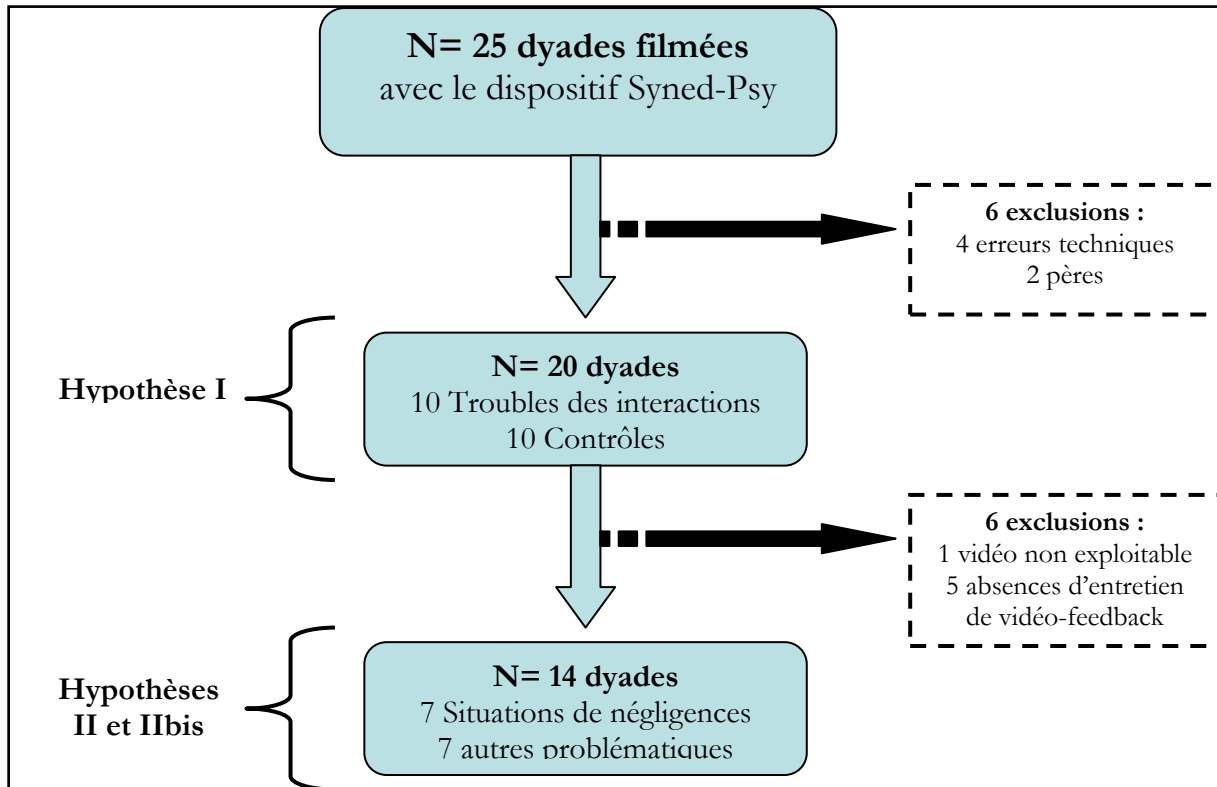 N= 25 dyades filmées
avec le dispositif Syned-Psy
6 exclusions :
4 erreurs techniques
2 pères
Hypothèse I
N= 20 dyades
10 Troubles des interactions
10 Contrôles
6 exclusions :
1 vidéo non exploitable
5 absences d'entretien
de vidéo-feedback
Hypothèses
II et IIbis
N= 14 dyades
7 Situations de négligences
7 autres problématiques